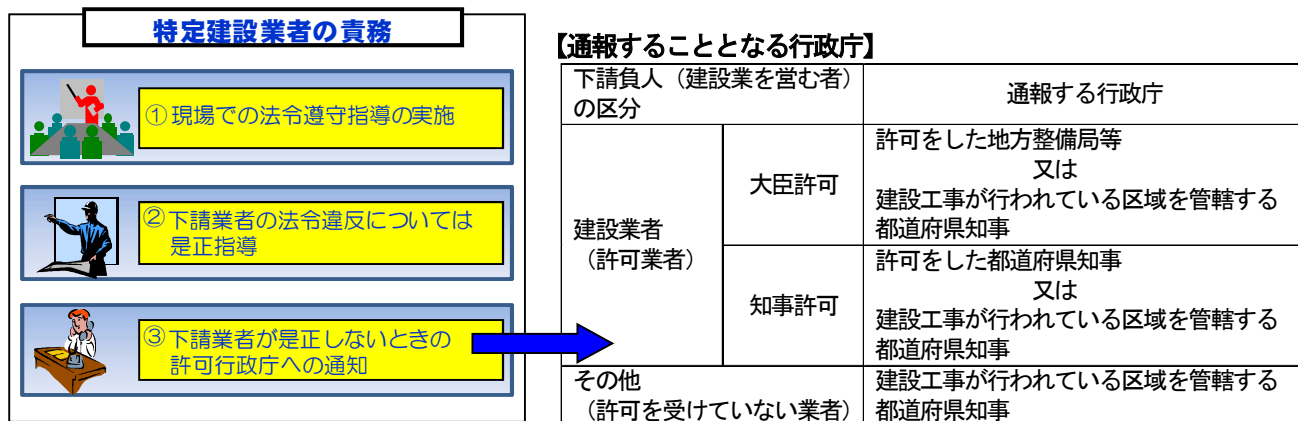 特定建設業者の責務
①現場での法令遵守指導の実施
②下請業者の法令違反については
是正指導
③下請業者が是正しないときの
許可行政庁への通知
【通報することとなる行政庁】
下請負人（建設業を営む者）
の区分
通報する行政庁
建設業者
（許可業者）
大臣許可
許可をした地方整備局等
又は
建設工事が行われている区域を管轄する
都道府県知事
知事許可
許可をした都道府県知事
又は
建設工事が行われている区域を管轄する
都道府県知事
その他
（許可を受けていない業者）
建設工事が行われている区域を管轄する
都道府県知事